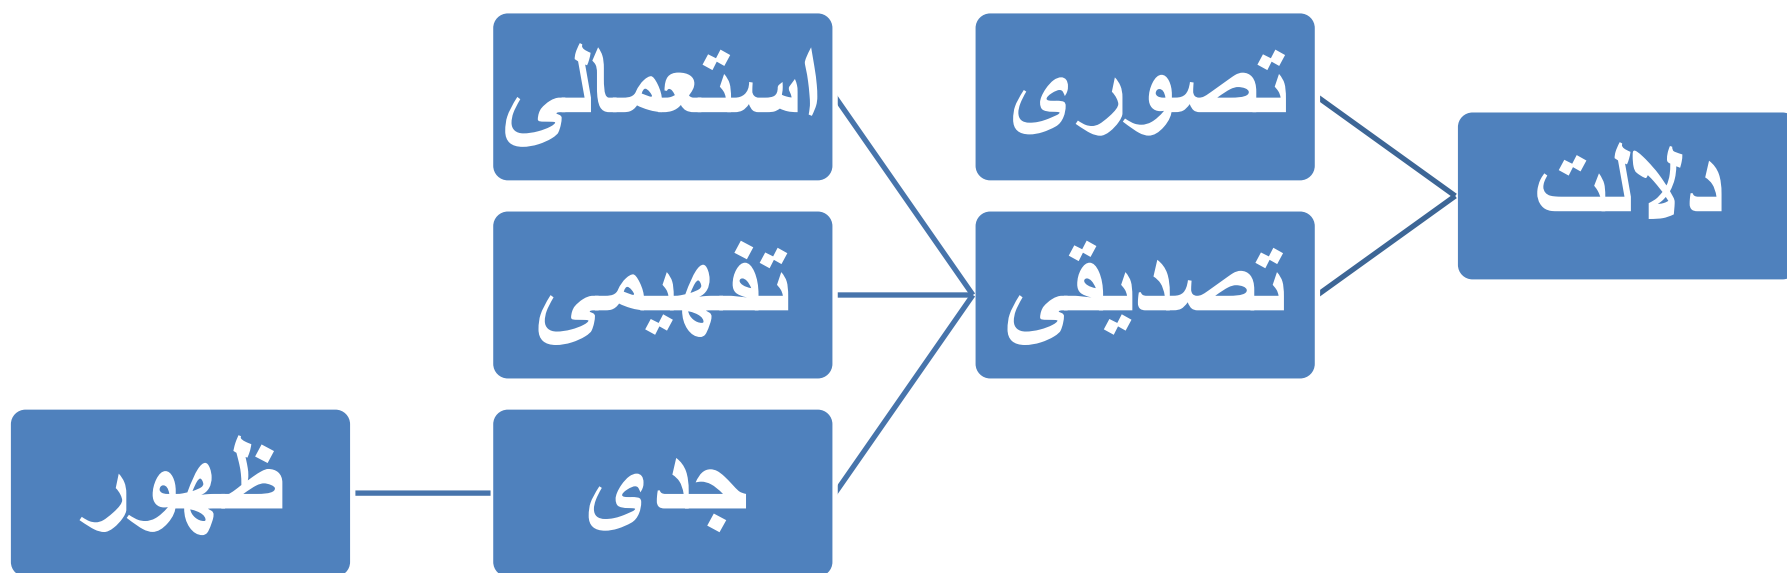 دلالت
تصوری
تصدیقی
استعمالی
تفهیمی
جدی
ظهور